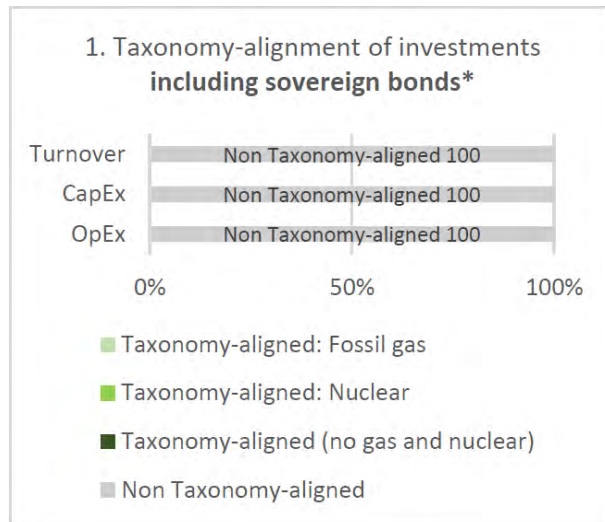 1. Taxonomy-alignment of investments
including sovereign bonds*
Turnover
Non Taxonomy-aligned 100
CapEx
Non Taxonomy-aligned 100
OpEx
Non Taxonomy-aligned 100
0% 50% 100%
Taxonomy-aligned: Fossil gas
Taxonomy-aligned: Nuclear
Taxonomy-aligned (no gas and nuclear)
Non Taxonomy-aligned